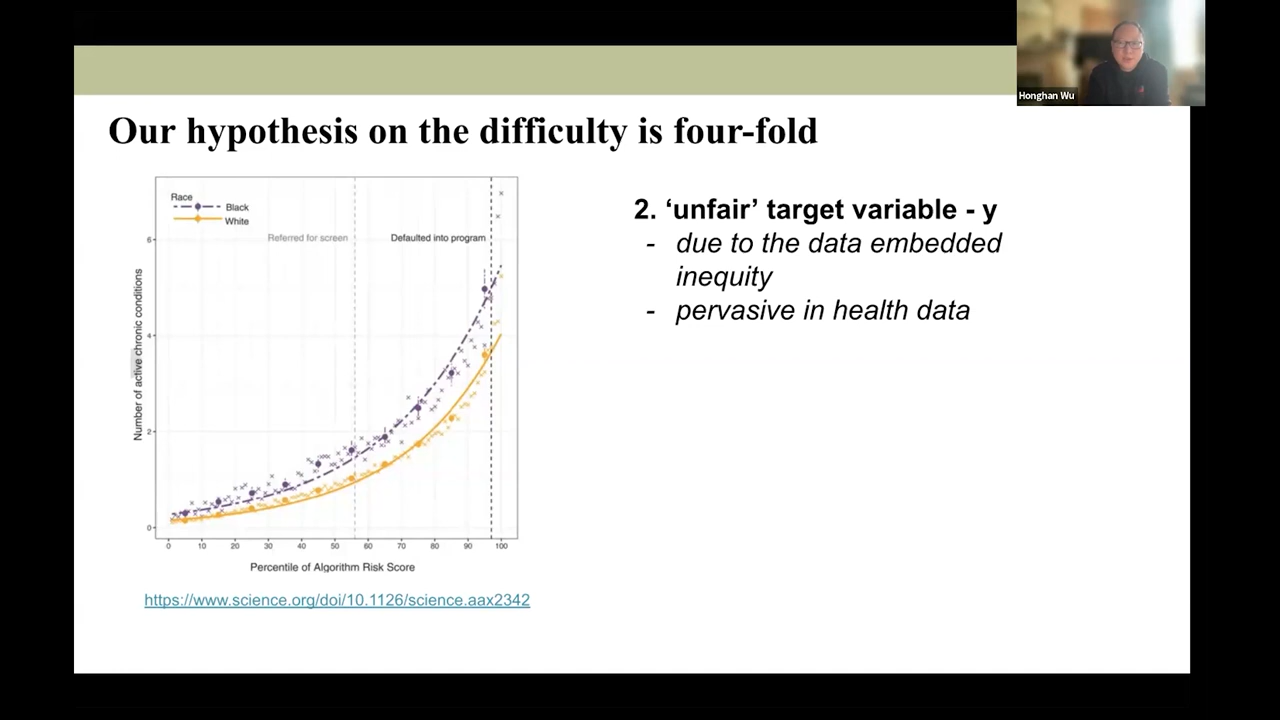 Honghan Wu
Our hypothesis on the difficulty is four-fold
Race
Black
White
Referred for screen
Defaulted into program
Number of active chronic conditions
6
4
2
0
0 10 20 30 40 50 60 70 80 90 100
Percentile of Algorithm Risk Score
https://www.science.org/doi/10.1126/science.aax2342
2. ‘unfair’ target variable - y
- due to the data embedded
inequity
- pervasive in health data